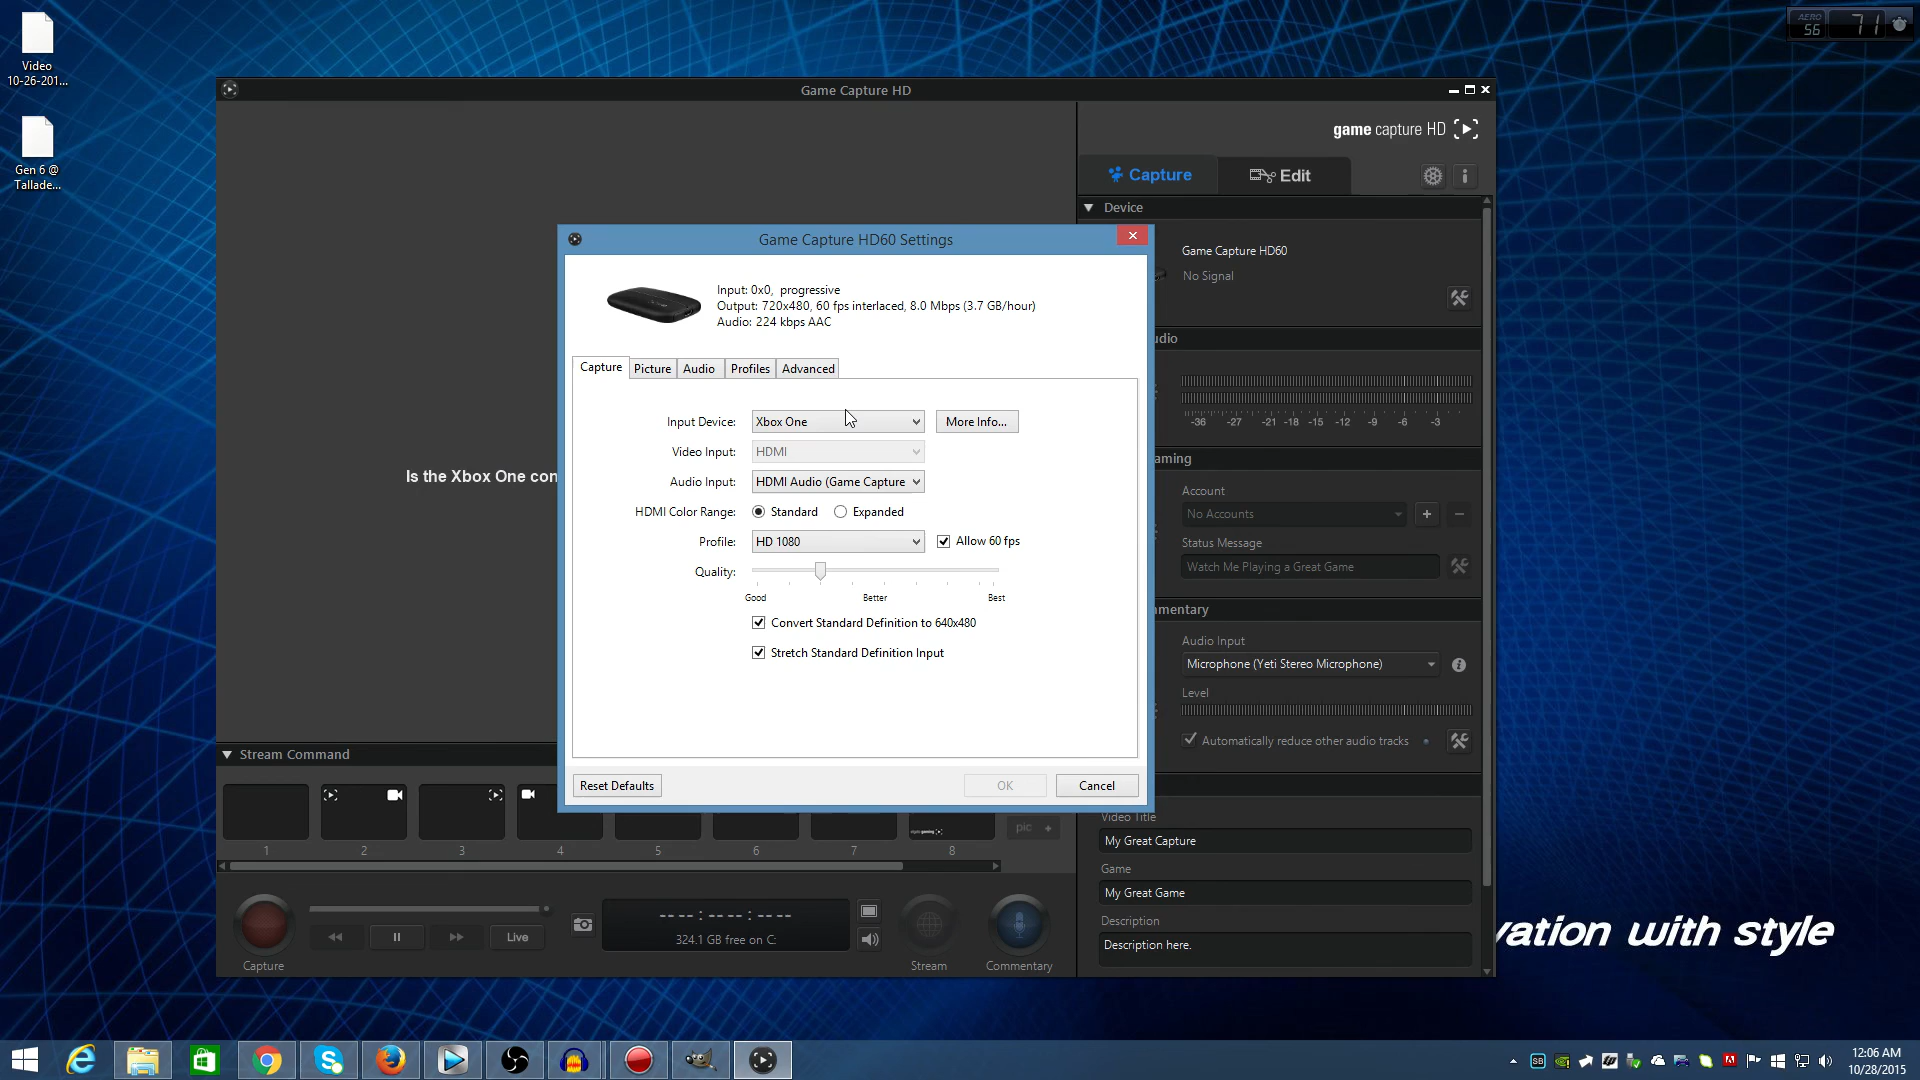 Video
10-26-201...
Gen 6 @
Tallade...
AERO
56
71
Game Capture HD
game capture HD
Capture
Edit
Device
Game Capture HD60
No Signal
Game Capture HD60 Settings
Input: 0x0, progressive
Output: 720x480, 60 fps interlaced, 8.0 Mbps (3.7 GB/hour)
Audio: 224 kbps AAC
Capture
Picture
Audio
Profiles
Advanced
Input Device:
Xbox One
More Info...
Video Input:
HDMI
Audio Input:
HDMI Audio (Game Capture
HDMI Color Range:
Standard
Expanded
Profile:
HD 1080
Allow 60 fps
Quality:
Good
Better
Best
Convert Standard Definition to 640x480
Stretch Standard Definition Input
Reset Defaults
OK
Cancel
Is the Xbox One con
udio
-36 -27 -21 -18 -15 -12 -9 -6 -3
aming
Account
No Accounts
+
−
Status Message
Watch Me Playing a Great Game
mmentary
Audio Input
Microphone (Yeti Stereo Microphone)
Level
Automatically reduce other audio tracks
Stream Command
1 2 3 4 5 6 7 8
pic +
Video Title
My Great Capture
Game
My Great Game
Description
Description here.
Live
----:----:----
324.1 GB free on C:
Capture
Stream
Commentary
vation with style
SB
12:06 AM
10/28/2015